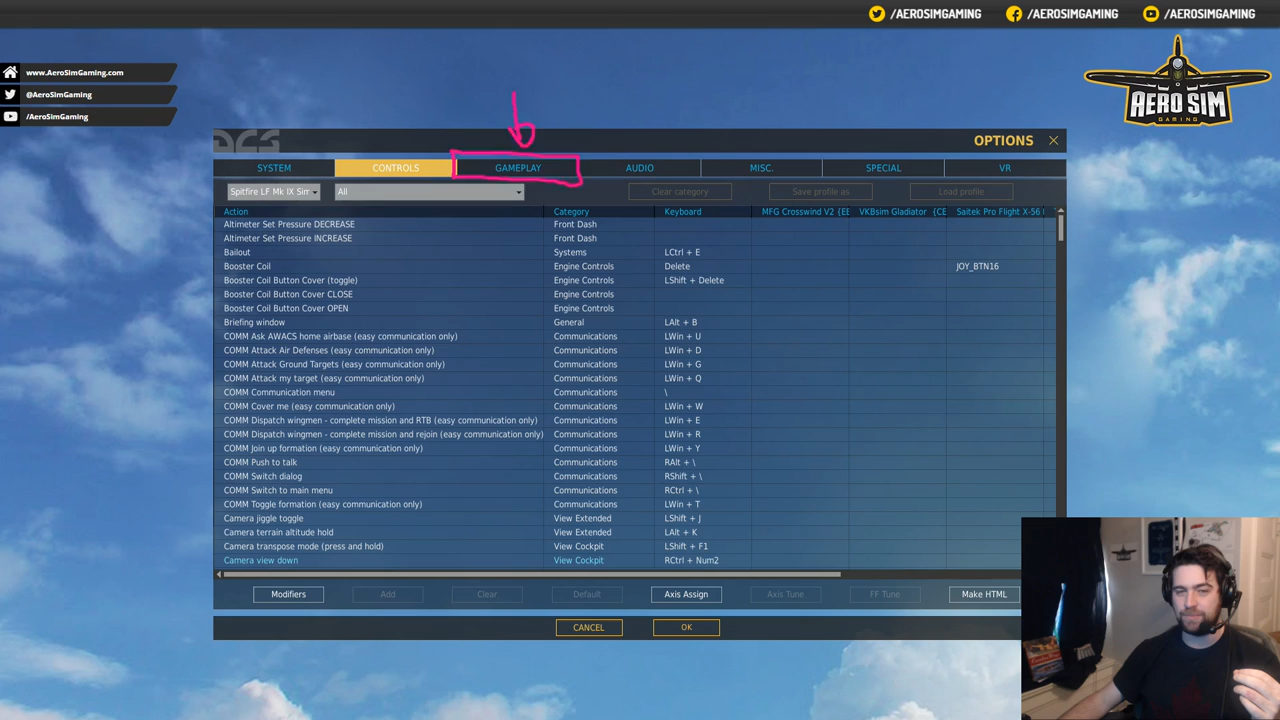 /AEROSIMGAMING /AEROSIMGAMING /AEROSIMGAMING
www.AeroSimGaming.com
@AeroSimGaming
/AeroSimGaming
AERO SIM
GAMING
DCS OPTIONS
SYSTEM CONTROLS GAMEPLAY AUDIO MISC. SPECIAL VR
Spitfire LF Mk IX Sim All Clear category Save profile as Load profile
Action Category Keyboard MFG Crosswind V2 {EE VKBsim Gladiator {CE Saitek Pro Flight X-56
Altimeter Set Pressure DECREASE Front Dash
Altimeter Set Pressure INCREASE Front Dash
Bailout Systems LCtrl + E
Booster Coil Engine Controls Delete JOY_BTN16
Booster Coil Button Cover (toggle) Engine Controls LShift + Delete
Booster Coil Button Cover CLOSE Engine Controls
Booster Coil Button Cover OPEN Engine Controls
Briefing window General LAlt + B
COMM Ask AWACS home airbase (easy communication only) Communications LWin + U
COMM Attack Air Defenses (easy communication only) Communications LWin + D
COMM Attack Ground Targets (easy communication only) Communications LWin + G
COMM Attack my target (easy communication only) Communications LWin + Q
COMM Communication menu Communications \
COMM Cover me (easy communication only) Communications LWin + W
COMM Dispatch wingmen - complete mission and RTB (easy communication only) Communications LWin + E
COMM Dispatch wingmen - complete mission and rejoin (easy communication only) Communications LWin + R
COMM Join up formation (easy communication only) Communications LWin + Y
COMM Push to talk Communications RAlt + \
COMM Switch dialog Communications RShift + \
COMM Switch to main menu Communications RCtrl + \
COMM Toggle formation (easy communication only) Communications LWin + T
Camera jiggle toggle View Extended LShift + J
Camera terrain altitude hold View Extended LAlt + K
Camera transpose mode (press and hold) View Cockpit LShift + F1
Camera view down View Cockpit RCtrl + Num2
Modifiers Add Clear Default Axis Assign Axis Tune FF Tune Make HTML
CANCEL OK